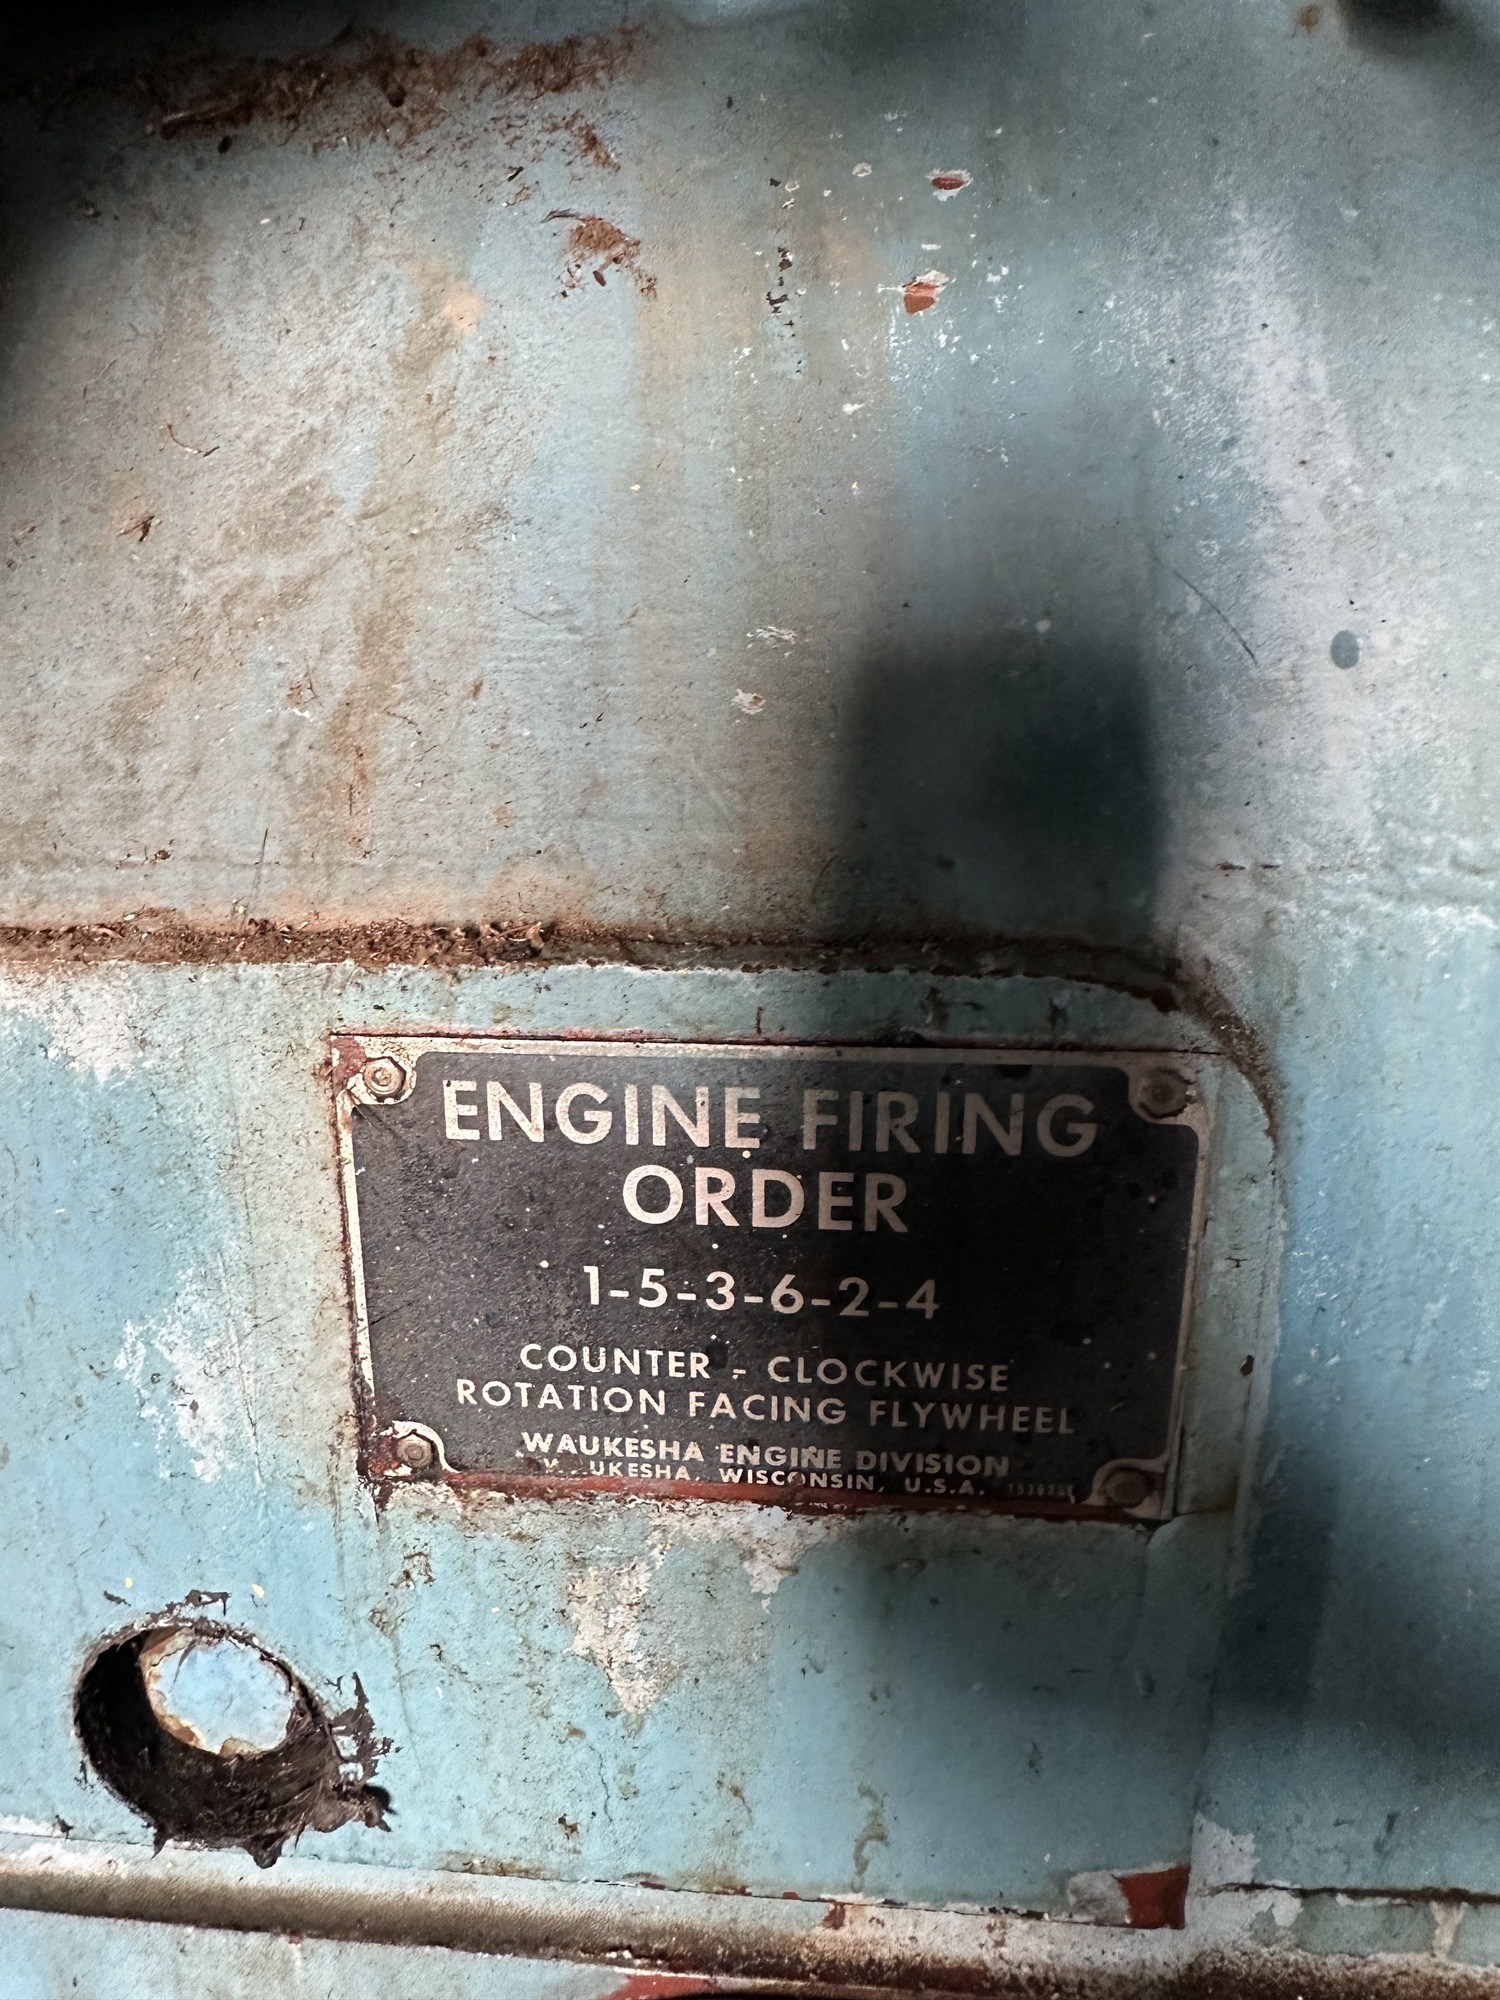 ENGINE FIRING
ORDER
1-5-3-6-2-4
COUNTER - CLOCKWISE
ROTATION FACING FLYWHEEL
WAUKESHA ENGINE DIVISION
WISCONSIN, U.S.A.